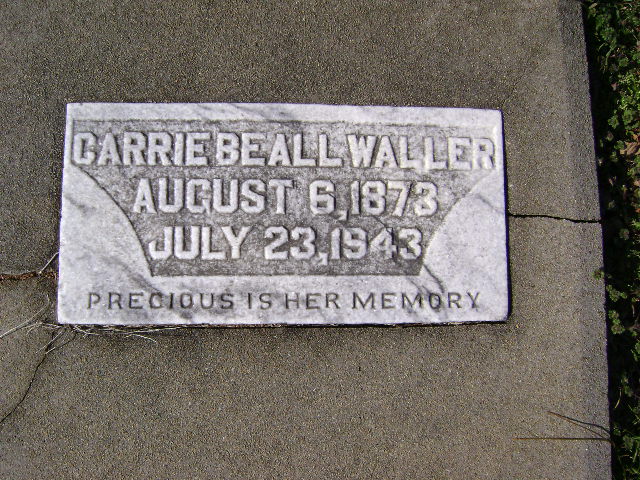 CARRIE BEALL WALLER
AUGUST 6, 1873
JULY 23, 1943
PRECIOUS IS HER MEMORY